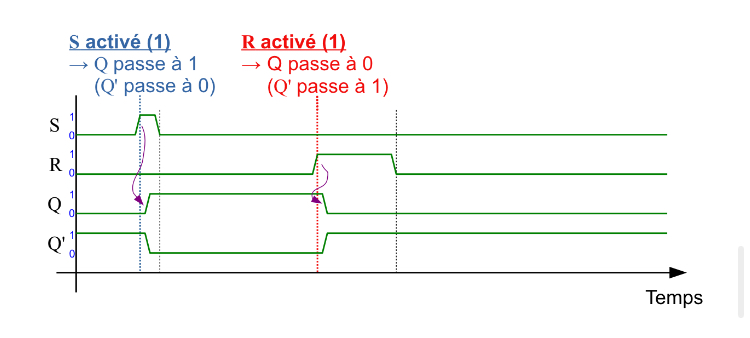 S activé (1)
→ Q passe à 1
(Q' passe à 0)
R activé (1)
→ Q passe à 0
(Q' passe à 1)
S
1
0
R
1
0
Q
1
0
Q'
1
0
Temps